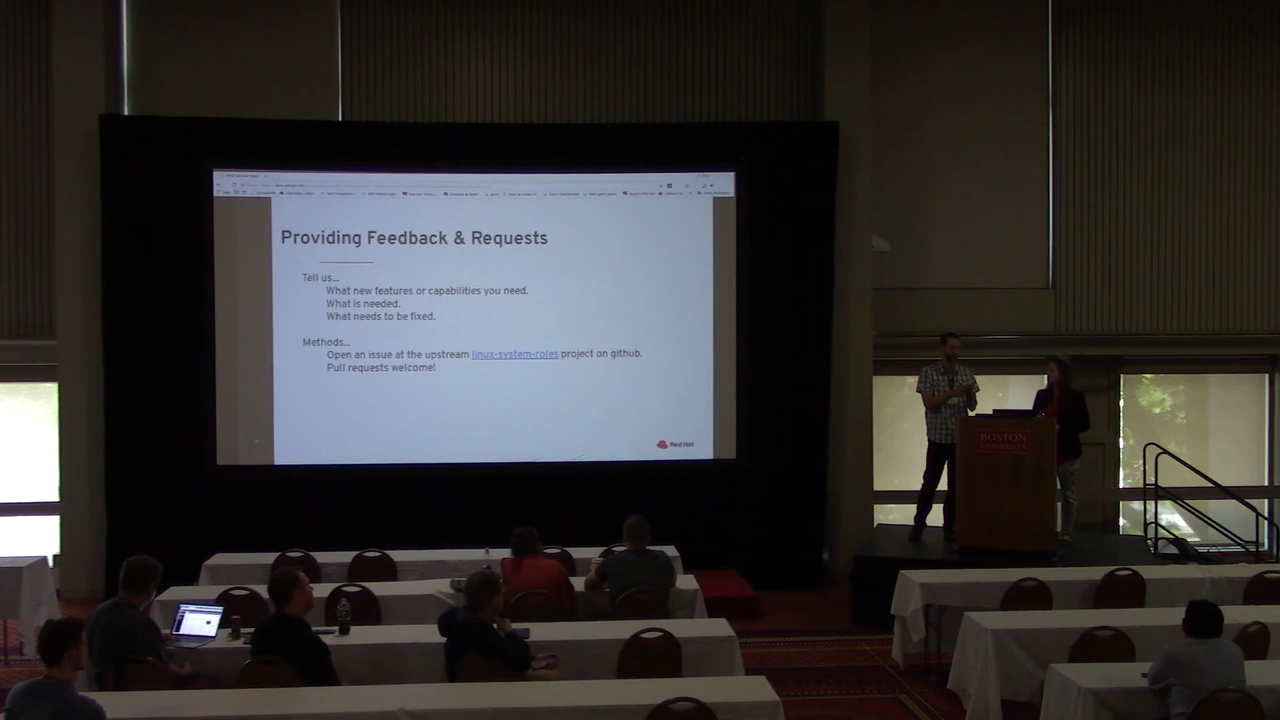 Providing Feedback & Requests
Tell us...
What new features or capabilities you need.
What is needed.
What needs to be fixed.
Methods...
Open an issue at the upstream linux-system-roles project on github.
Pull requests welcome!
Red Hat
BOSTON
UNIVERSITY